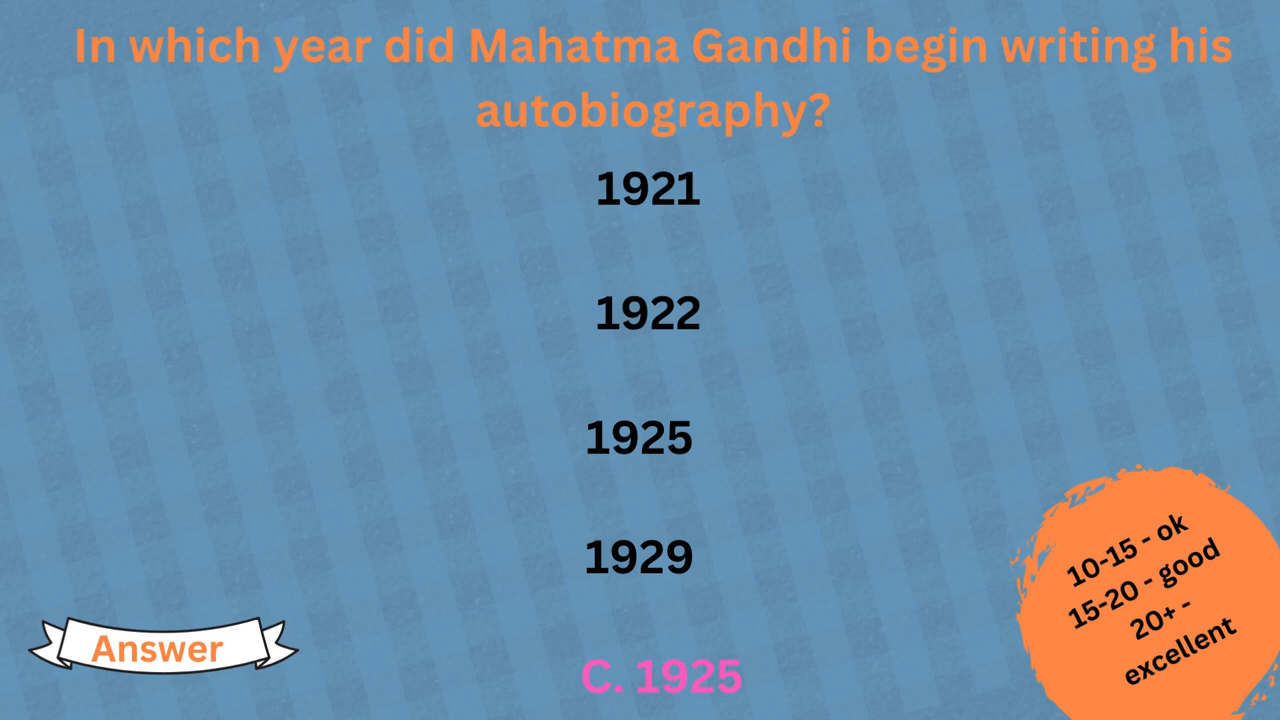 In which year did Mahatma Gandhi begin writing his
autobiography?
1921
1922
1925
1929
Answer
C. 1925
10-15 - ok
15-20 - good
20+ -
excellent